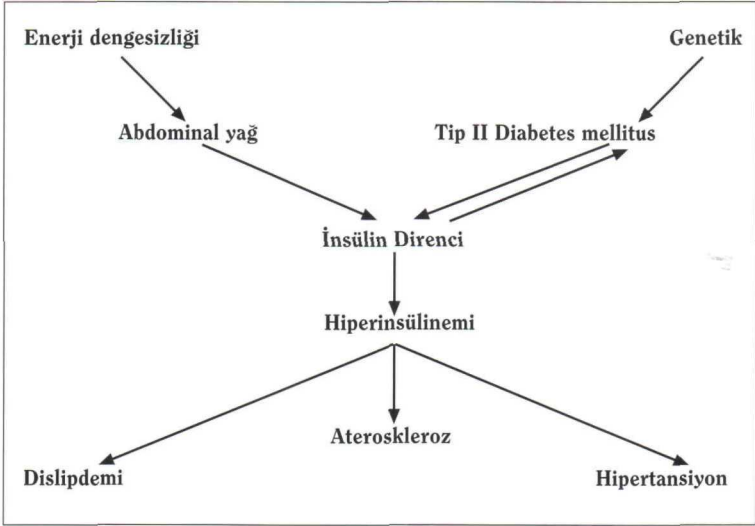 Enerji dengesizliği
Genetik
Abdominal yağ
Tip II Diabetes mellitus
İnsülin Direnci
Hiperinsülinemi
Ateroskleroz
Dislipdemi
Hipertansiyon